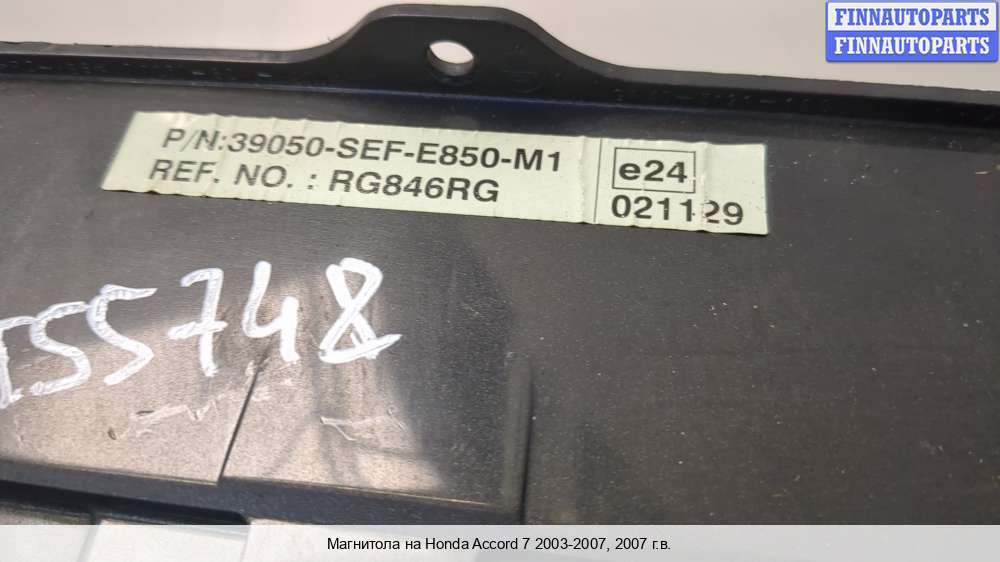 FINNAUTOPARTS
FINNAUTOPARTS
P/N:39050-SEF-E850-M1
REF. NO. : RG846RG
e24
021129
55748
Магнитола на Honda Accord 7 2003-2007, 2007 г.в.